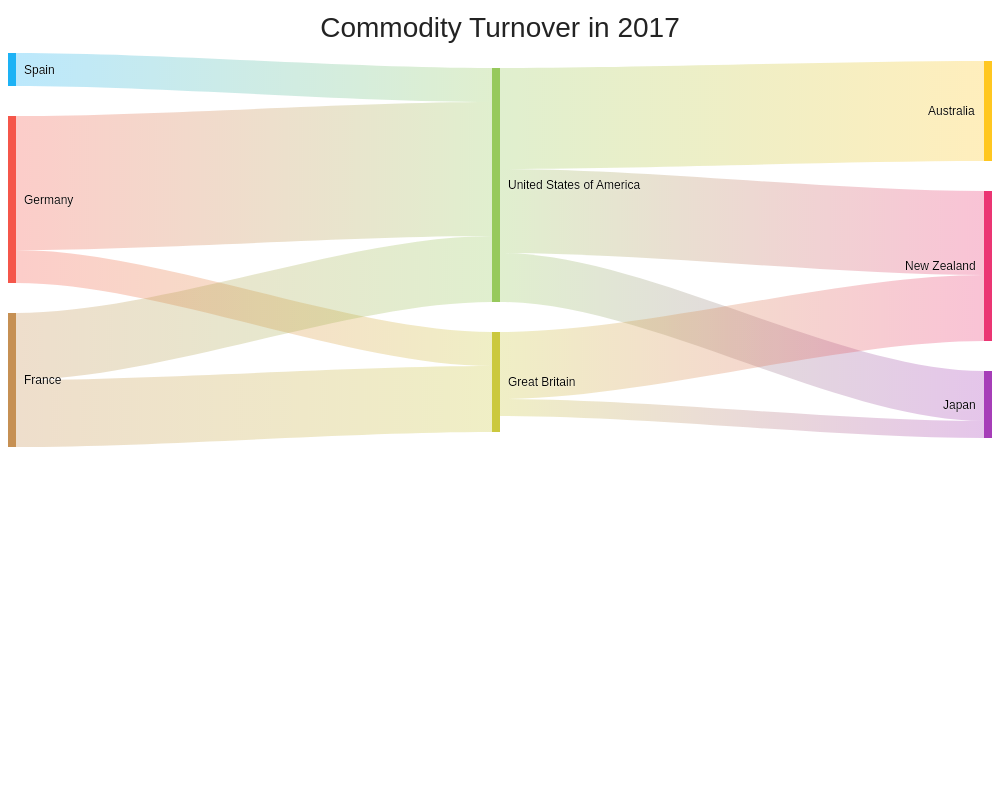 Commodity Turnover in 2017
Spain
Germany
France
United States of America
Great Britain
Australia
New Zealand
Japan